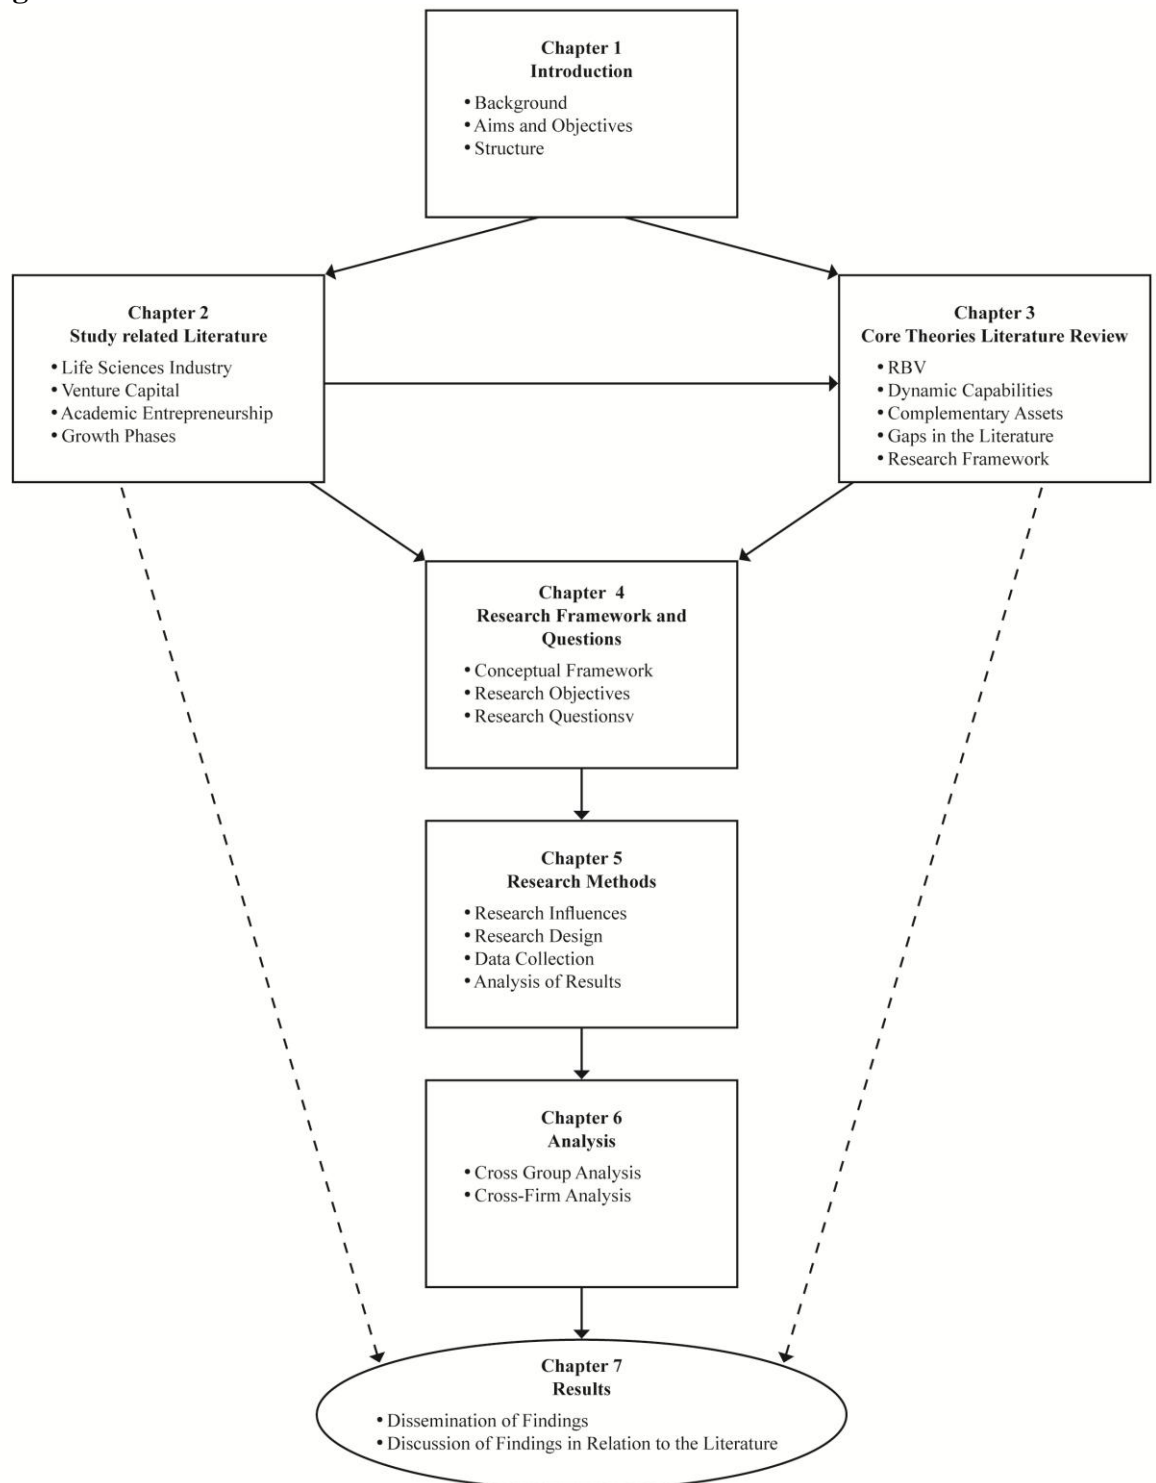 Chapter 1
Introduction
• Background
• Aims and Objectives
• Structure
Chapter 2
Study related Literature
• Life Sciences Industry
• Venture Capital
• Academic Entrepreneurship
• Growth Phases
Chapter 3
Core Theories Literature Review
• RBV
• Dynamic Capabilities
• Complementary Assets
• Gaps in the Literature
• Research Framework
Chapter 4
Research Framework and
Questions
• Conceptual Framework
• Research Objectives
• Research Questionsv
Chapter 5
Research Methods
• Research Influences
• Research Design
• Data Collection
• Analysis of Results
Chapter 6
Analysis
• Cross Group Analysis
• Cross-Firm Analysis
Chapter 7
Results
• Dissemination of Findings
• Discussion of Findings in Relation to the Literature